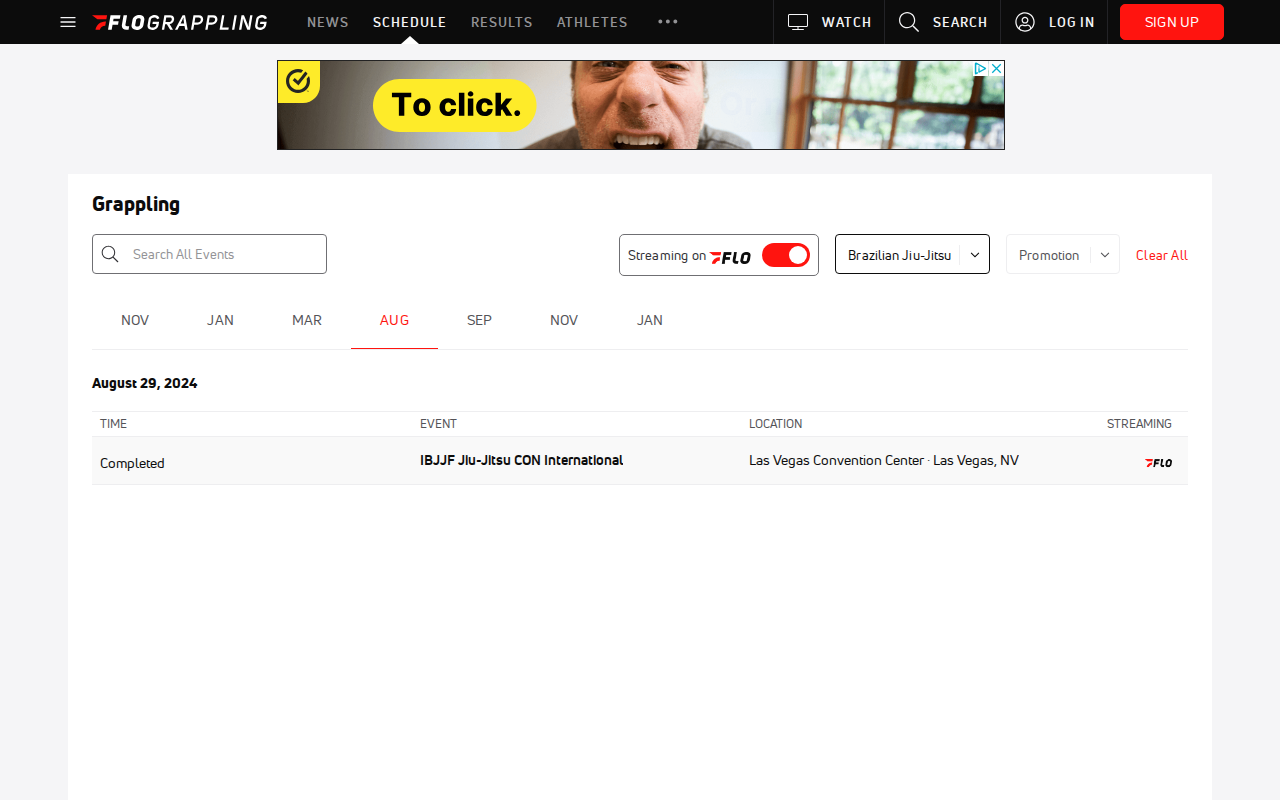 FLOGRAPPLING NEWS SCHEDULE RESULTS ATHLETES WATCH SEARCH LOG IN SIGN UP
To click.
Grappling
Search All Events Streaming on FLO Brazilian Jiu-Jitsu Promotion Clear All
NOV JAN MAR AUG SEP NOV JAN
August 29, 2024
TIME EVENT LOCATION STREAMING
Completed IBJJF Jiu-Jitsu CON International Las Vegas Convention Center · Las Vegas, NV FLO